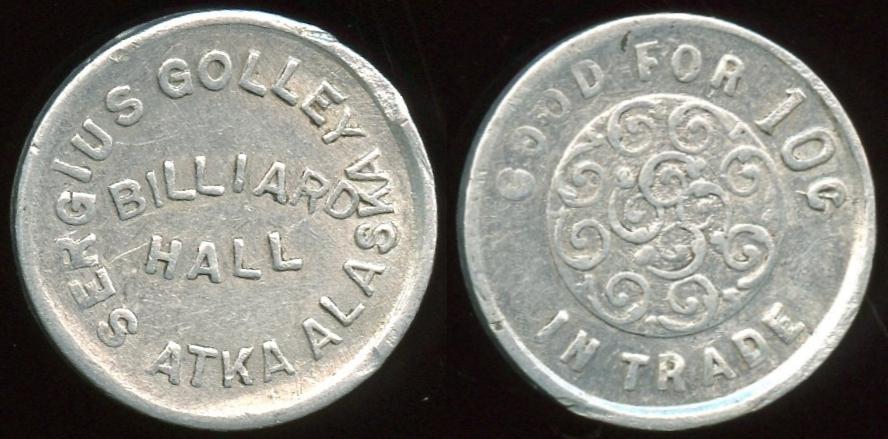 SERGIUS GOLLEY
BILLIARD
HALL
ATKA ALASKA
GOOD FOR 10¢
IN TRADE